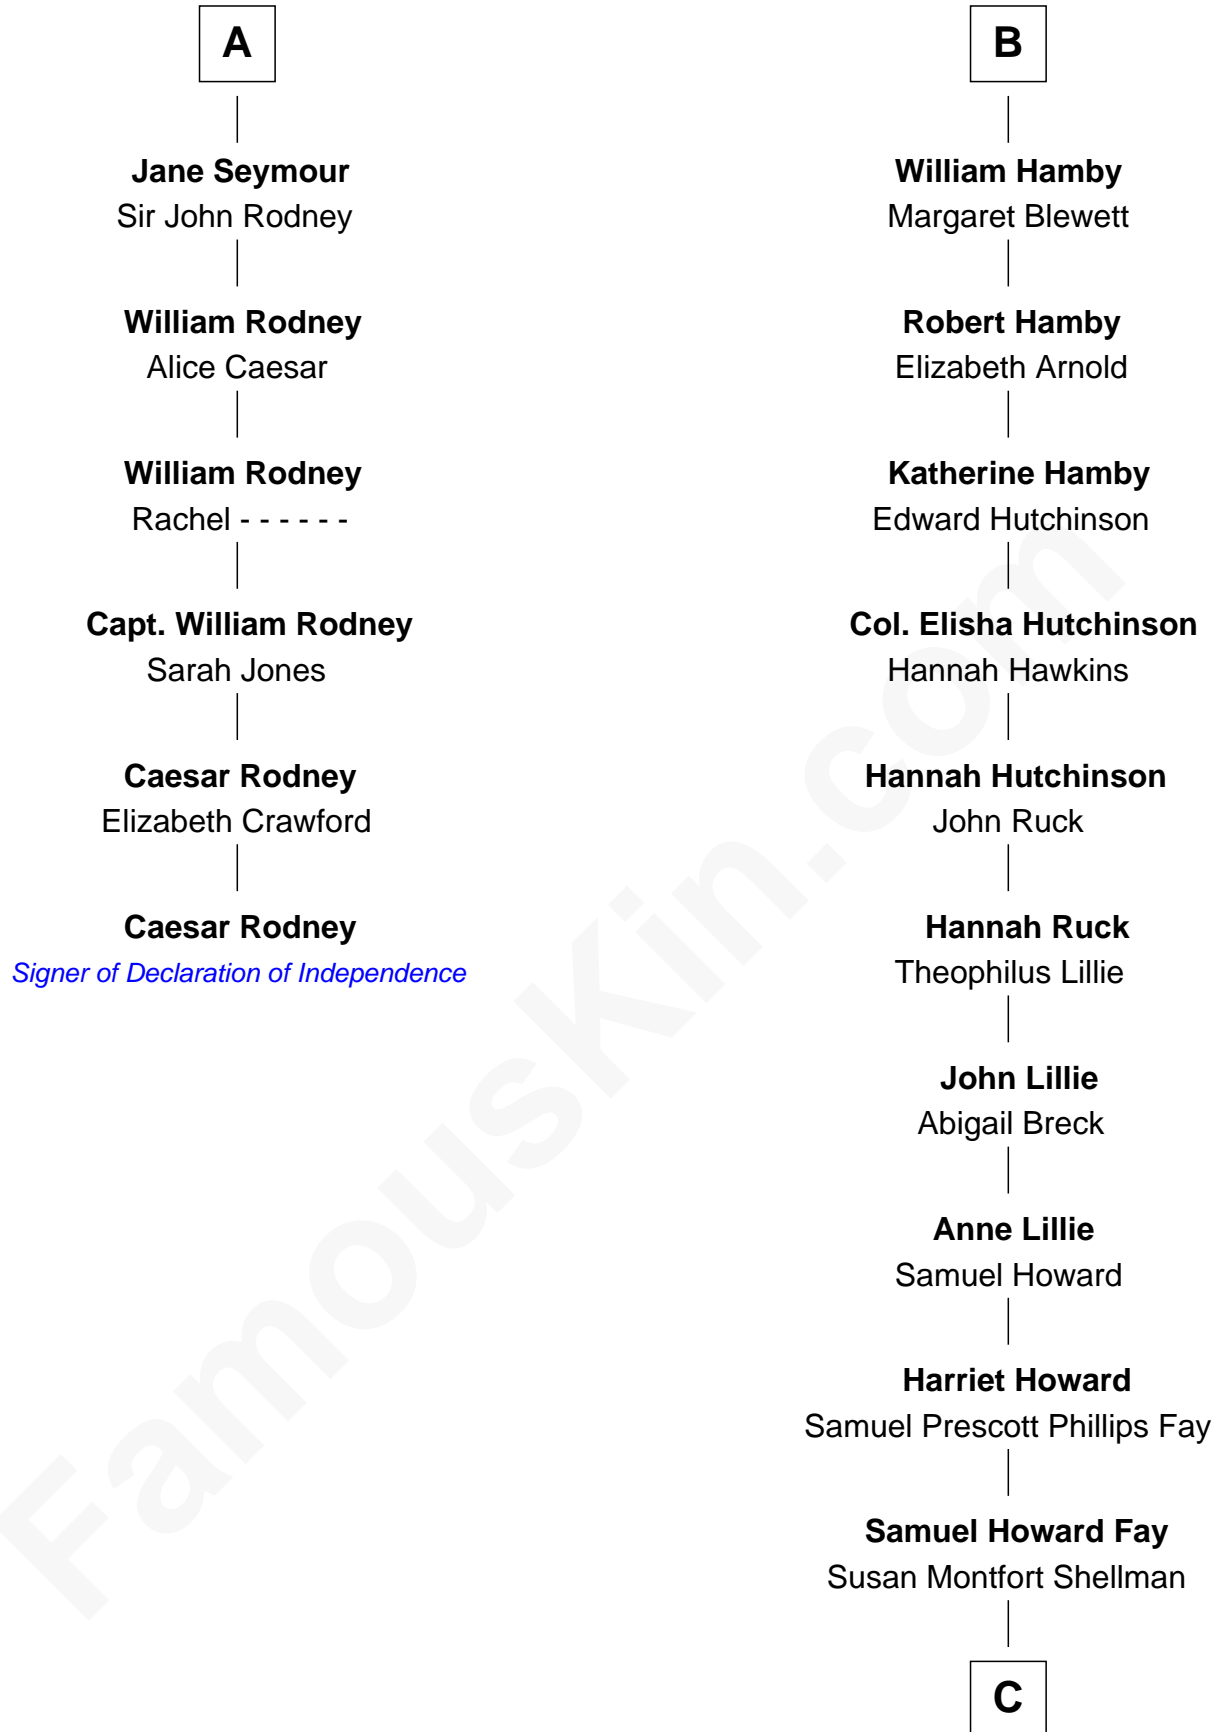 A
Jane Seymour
Sir John Rodney
William Rodney
Alice Caesar
William Rodney
Rachel - - - - - -
Capt. William Rodney
Sarah Jones
Caesar Rodney
Elizabeth Crawford
Caesar Rodney
Signer of Declaration of Independence
B
William Hamby
Margaret Blewett
Robert Hamby
Elizabeth Arnold
Katherine Hamby
Edward Hutchinson
Col. Elisha Hutchinson
Hannah Hawkins
Hannah Hutchinson
John Ruck
Hannah Ruck
Theophilus Lillie
John Lillie
Abigail Breck
Anne Lillie
Samuel Howard
Harriet Howard
Samuel Prescott Phillips Fay
Samuel Howard Fay
Susan Montfort Shellman
C
FamousKin.com